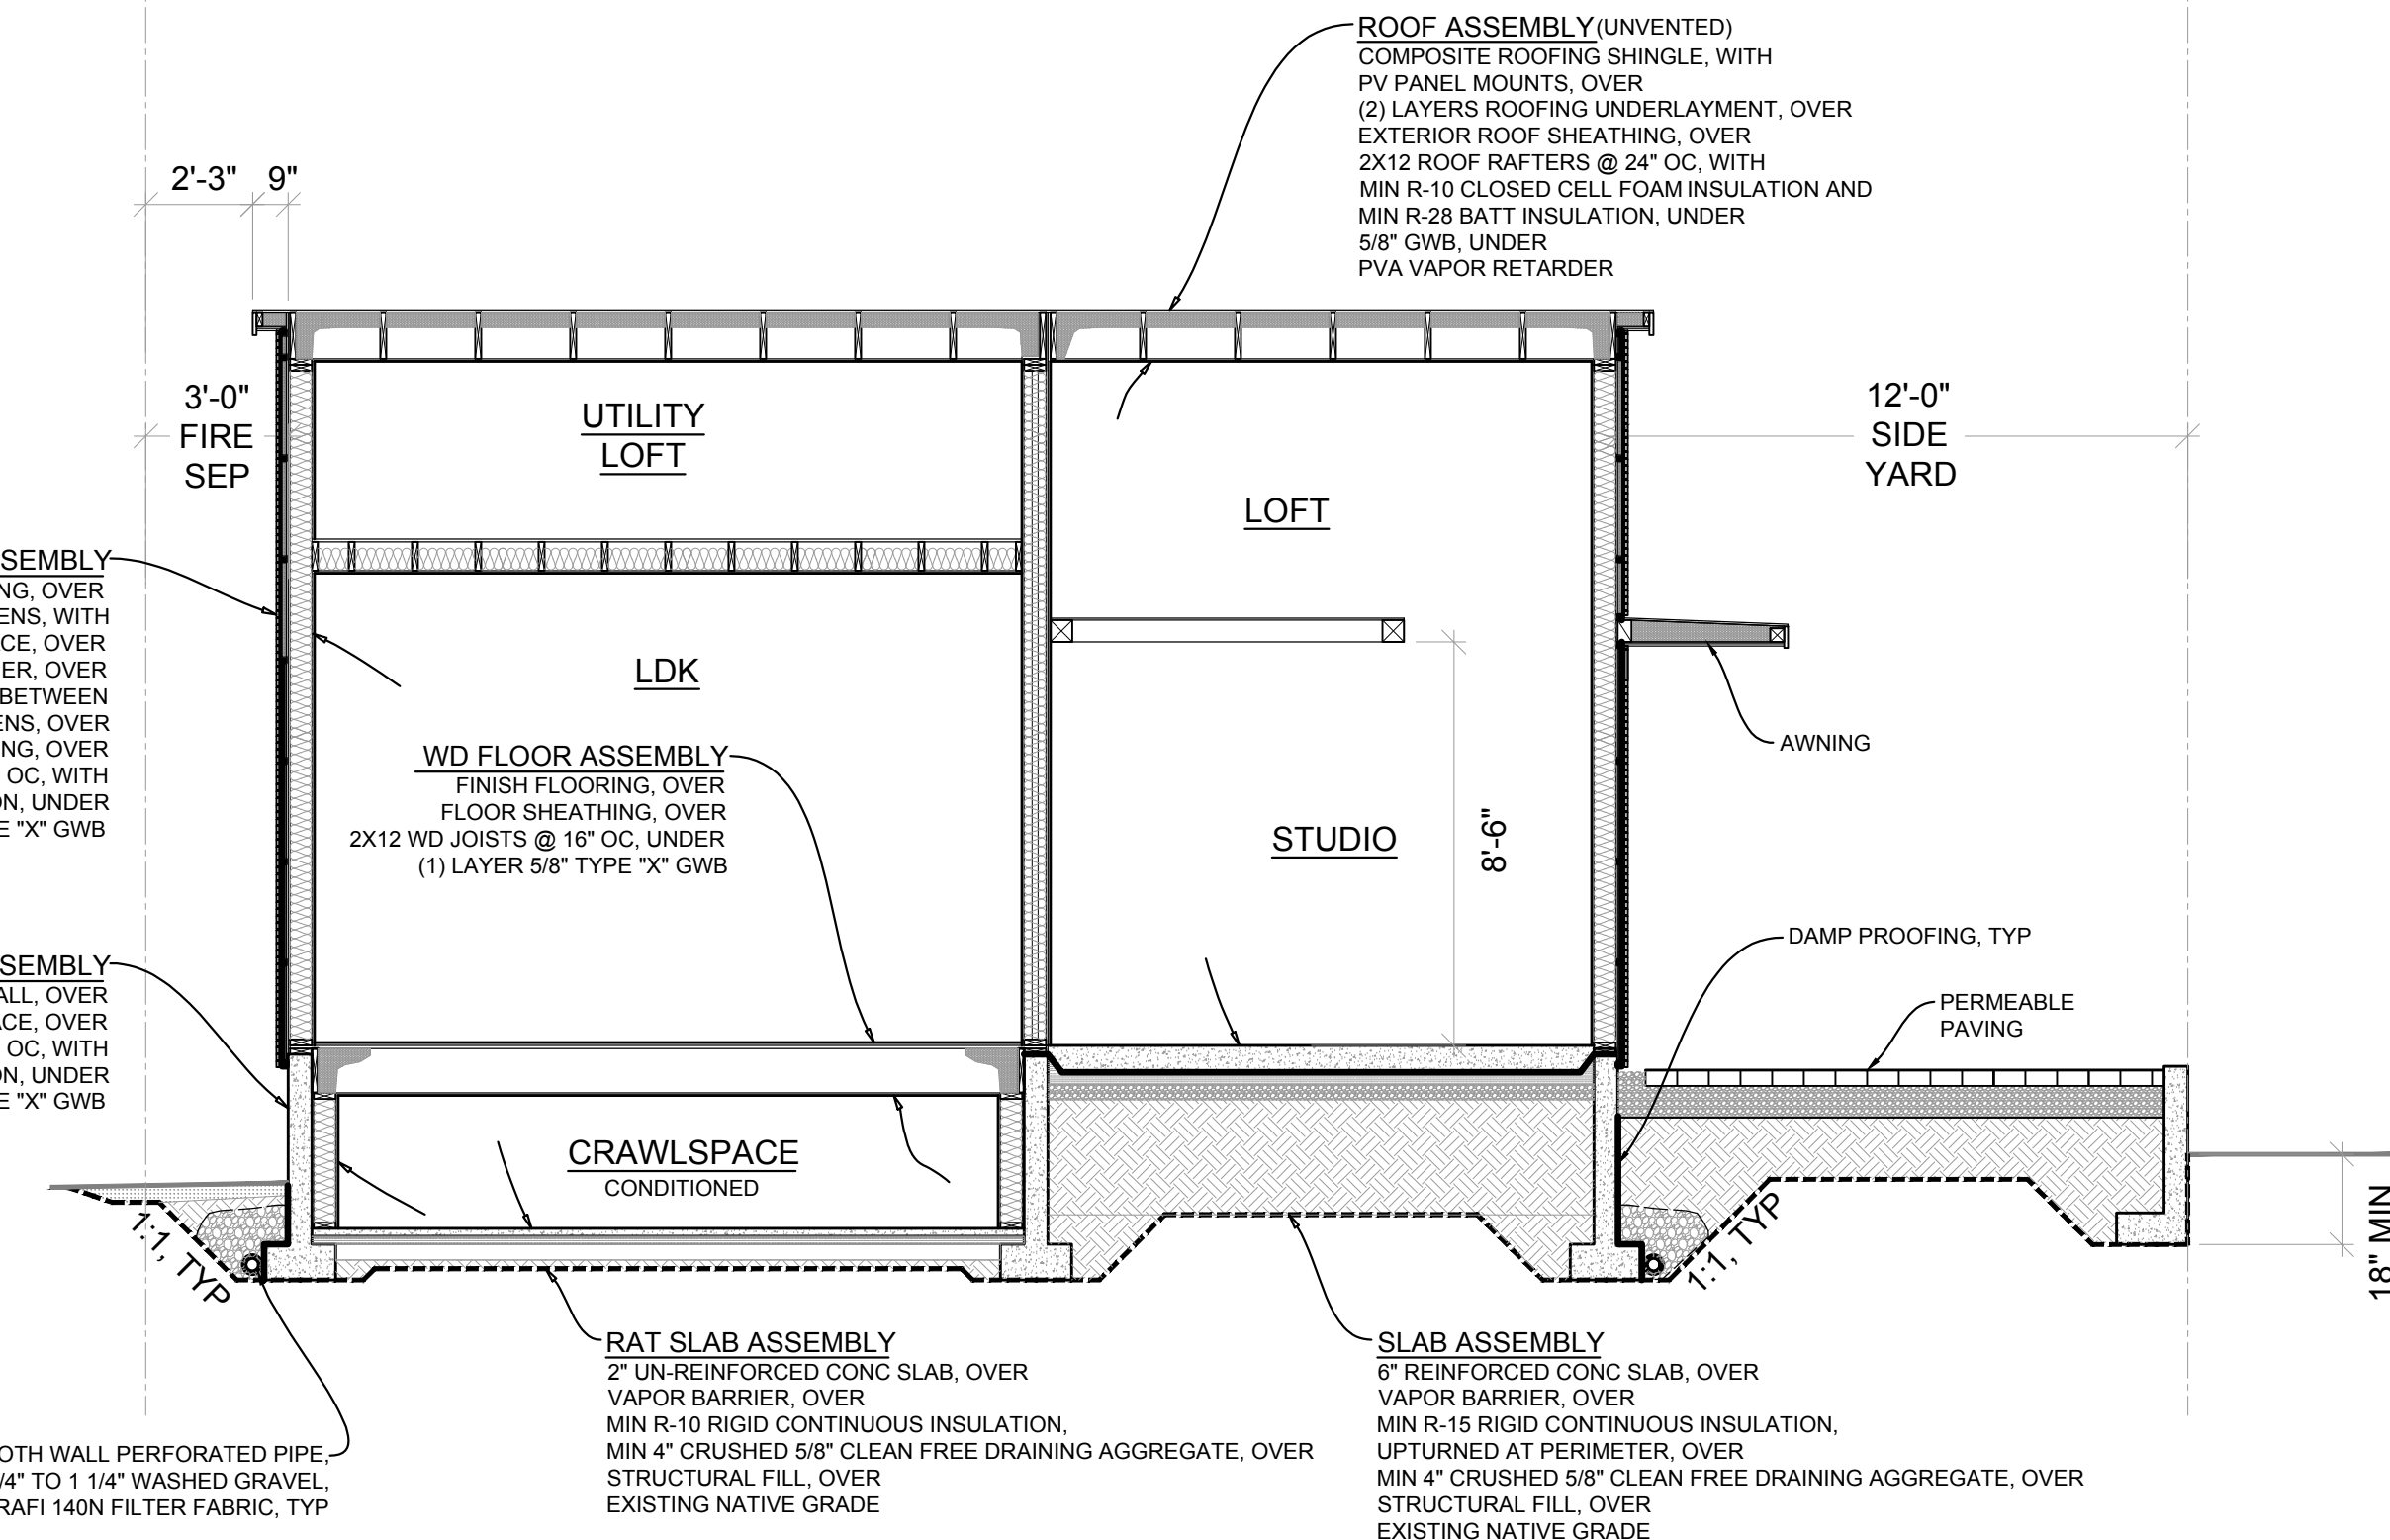 ROOF ASSEMBLY (UNVENTED)
COMPOSITE ROOFING SHINGLE, WITH
PV PANEL MOUNTS, OVER
(2) LAYERS ROOFING UNDERLAYMENT, OVER
EXTERIOR ROOF SHEATHING, OVER
2X12 ROOF RAFTERS @ 24" OC, WITH
MIN R-10 CLOSED CELL FOAM INSULATION AND
MIN R-28 BATT INSULATION, UNDER
5/8" GWB, UNDER
PVA VAPOR RETARDER
2'-3" 9"
3'-0"
FIRE
SEP
UTILITY
LOFT
LOFT
12'-0"
SIDE
YARD
SEMBLY
NG, OVER
ENS, WITH
CE, OVER
ER, OVER
BETWEEN
ENS, OVER
ING, OVER
OC, WITH
ON, UNDER
E "X" GWB
LDK
AWNING
WD FLOOR ASSEMBLY
FINISH FLOORING, OVER
FLOOR SHEATHING, OVER
2X12 WD JOISTS @ 16" OC, UNDER
(1) LAYER 5/8" TYPE "X" GWB
STUDIO
8'-6"
DAMP PROOFING, TYP
PERMEABLE
PAVING
SEMBLY
ALL, OVER
ACE, OVER
OC, WITH
ON, UNDER
E "X" GWB
CRAWLSPACE
CONDITIONED
1:1, TYP
1:1, TYP
18" MIN
RAT SLAB ASSEMBLY
2" UN-REINFORCED CONC SLAB, OVER
VAPOR BARRIER, OVER
MIN R-10 RIGID CONTINUOUS INSULATION,
MIN 4" CRUSHED 5/8" CLEAN FREE DRAINING AGGREGATE, OVER
STRUCTURAL FILL, OVER
EXISTING NATIVE GRADE
SLAB ASSEMBLY
6" REINFORCED CONC SLAB, OVER
VAPOR BARRIER, OVER
MIN R-15 RIGID CONTINUOUS INSULATION,
UPTURNED AT PERIMETER, OVER
MIN 4" CRUSHED 5/8" CLEAN FREE DRAINING AGGREGATE, OVER
STRUCTURAL FILL, OVER
EXISTING NATIVE GRADE
OTH WALL PERFORATED PIPE,
/4" TO 1 1/4" WASHED GRAVEL,
RAFI 140N FILTER FABRIC, TYP